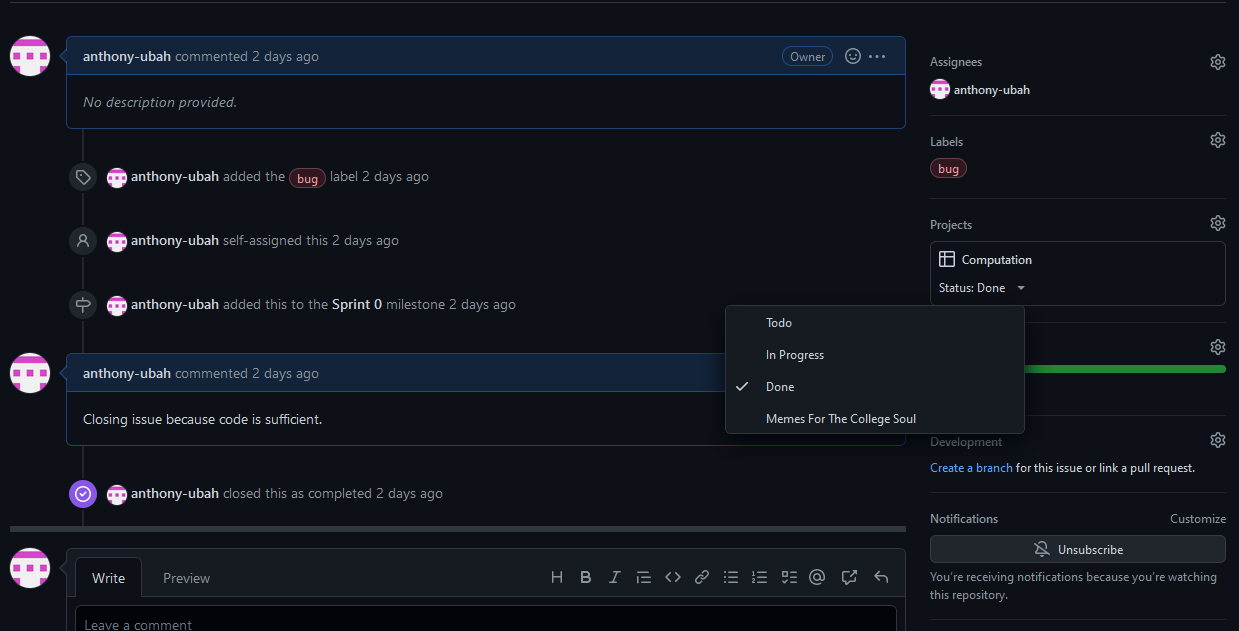 anthony-ubah commented 2 days ago
Owner
No description provided.
anthony-ubah added the bug label 2 days ago
anthony-ubah self-assigned this 2 days ago
anthony-ubah added this to the Sprint 0 milestone 2 days ago
anthony-ubah commented 2 days ago
Closing issue because code is sufficient.
anthony-ubah closed this as completed 2 days ago
Write
Preview
Leave a comment
Assignees
anthony-ubah
Labels
bug
Projects
Computation
Status: Done
Todo
In Progress
Done
Memes For The College Soul
Development
Create a branch for this issue or link a pull request.
Notifications
Customize
Unsubscribe
You're receiving notifications because you're watching
this repository.